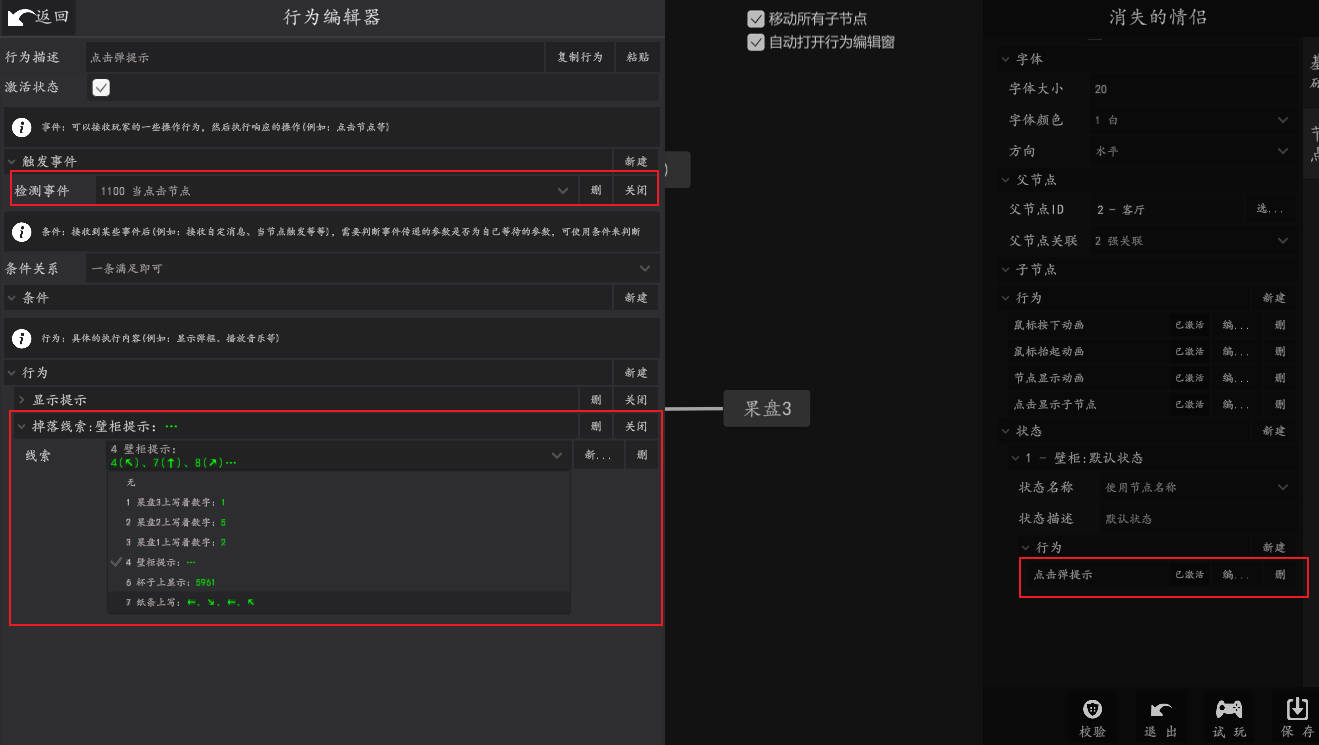 返回
行为编辑器
行为描述
点击弹提示
复制行为
粘贴
激活状态
事件: 可以接收玩家的一些操作行为, 然后执行响应的操作(例如: 点击节点等)
触发事件
新建
检测事件
1100 当点击节点
删
关闭
条件: 接收到某些事件后(例如: 接收自定消息、当节点触发等等), 需要判断事件传递的参数是否为自己等待的参数, 可使用条件来判断
条件关系
一条满足即可
条件
新建
行为: 具体的执行内容(例如: 显示弹框、播放音乐等)
行为
新建
显示提示
删
关闭
掉落线索:壁柜提示: ···
删
关闭
线索
4 壁柜提示:
4(↖)、7(↑)、8(↗)···
新...
删
无
1 果盘3上写着数字: 1
2 果盘2上写着数字: 5
3 果盘1上写着数字: 2
4 壁柜提示: ···
6 杯子上显示: 5961
7 纸条上写: ←、↘、←、↖
移动所有子节点
自动打开行为编辑窗
)
果盘3
消失的情侣
字体
字体大小
20
字体颜色
1 白
方向
水平
父节点
父节点ID
2 - 客厅
选...
父节点关联
2 强关联
子节点
行为
新建
鼠标按下动画
已激活
编...
删
鼠标抬起动画
已激活
编...
删
节点显示动画
已激活
编...
删
点击显示子节点
已激活
编...
删
状态
新建
1 - 壁柜:默认状态
状态名称
使用节点名称
状态描述
默认状态
行为
新建
点击弹提示
已激活
编...
删
校验
退出
试玩
保存